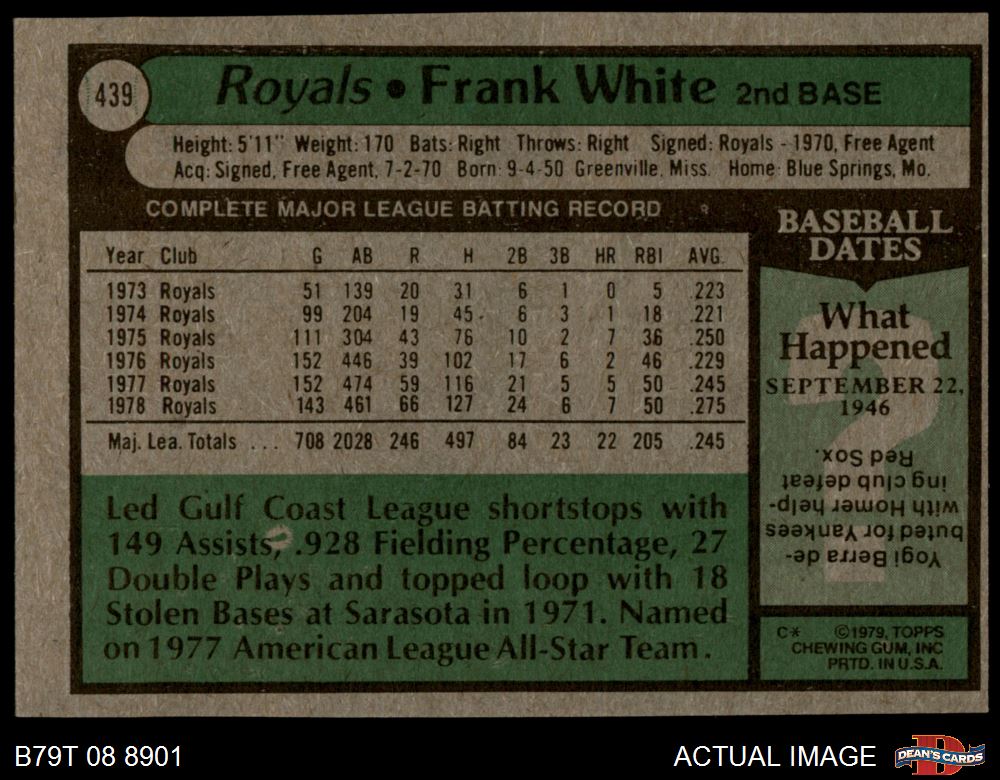 439
Royals • Frank White 2nd BASE
Height: 5'11" Weight: 170 Bats: Right Throws: Right Signed: Royals - 1970, Free Agent
Acq: Signed, Free Agent, 7-2-70 Born: 9-4-50 Greenville, Miss. Home: Blue Springs, Mo.
COMPLETE MAJOR LEAGUE BATTING RECORD
Year Club G AB R H 2B 3B HR RBI AVG.
1973 Royals 51 139 20 31 6 1 0 5 .223
1974 Royals 99 204 19 45 6 3 1 18 .221
1975 Royals 111 304 43 76 10 2 7 36 .250
1976 Royals 152 446 39 102 17 6 2 46 .229
1977 Royals 152 474 59 116 21 5 5 50 .245
1978 Royals 143 461 66 127 24 6 7 50 .275
Maj. Lea. Totals ... 708 2028 246 497 84 23 22 205 .245
Led Gulf Coast League shortstops with
149 Assists, .928 Fielding Percentage, 27
Double Plays and topped loop with 18
Stolen Bases at Sarasota in 1971. Named
on 1977 American League All-Star Team.
BASEBALL
DATES
What
Happened
SEPTEMBER 22,
1946
Yogi Berra de-
buted for Yankees
with Homer help-
ing club defeat
Red Sox.
C* ©1979, TOPPS
CHEWING GUM, INC
PRTD. IN U.S.A.
B79T 08 8901
ACTUAL IMAGE
DEAN'S CARDS